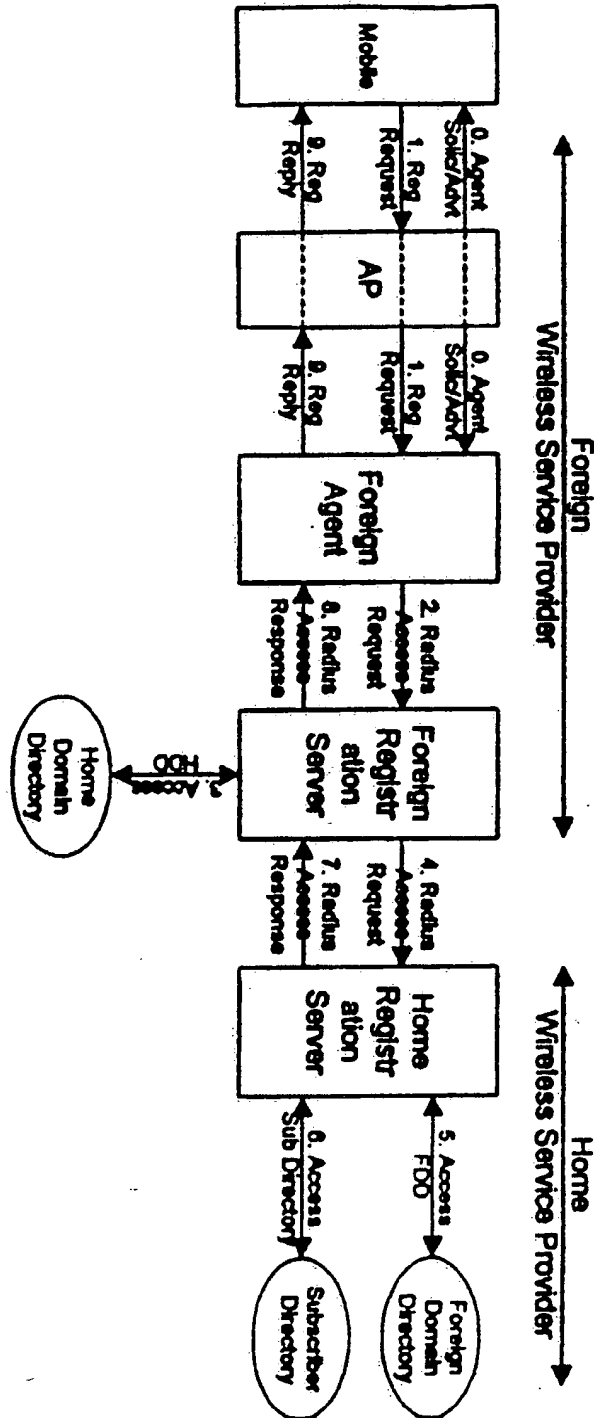 Foreign
Wireless Service Provider
Home
Wireless Service Provider
Mobile
0. Agent
Solic/Advt
1. Reg
Request
9. Reg
Reply
AP
0. Agent
Solic/Advt
1. Reg
Request
9. Reg
Reply
Foreign
Agent
2. Radius
Access
Request
8. Radius
Access
Response
Foreign
Registr
ation
Server
3. Access
HDD
Home
Domain
Directory
4. Radius
Access
Request
7. Radius
Access
Response
Home
Registr
ation
Server
5. Access
FDD
6. Access
Sub Directory
Foreign
Domain
Directory
Subscriber
Directory